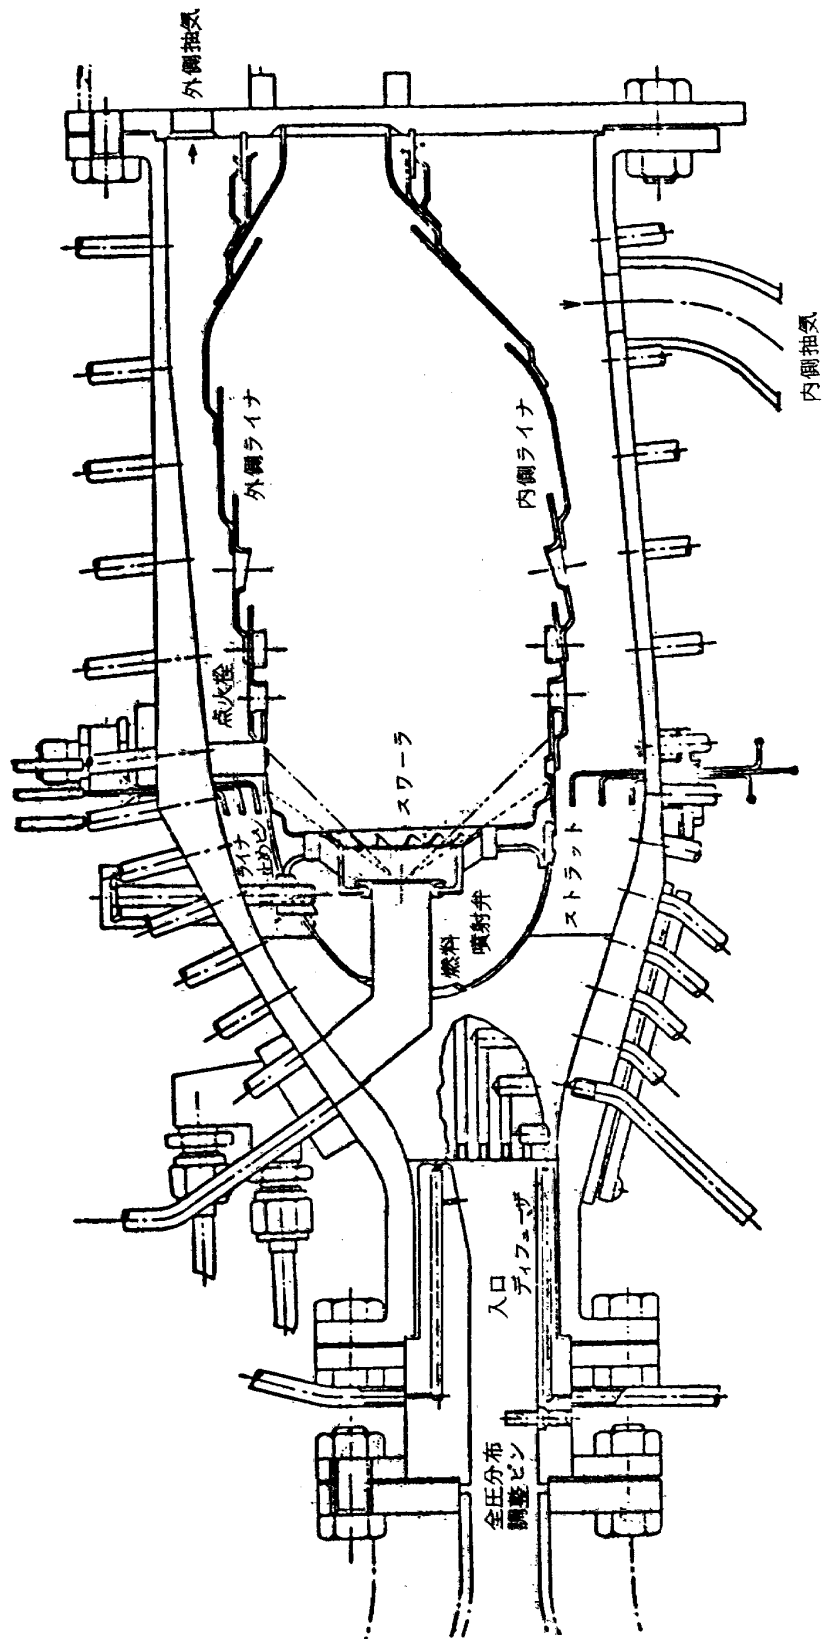 外側抽気
内側抽気
外側ライナ
内側ライナ
点火栓
スワーラ
ライナ
止めピン
ストラット
燃料
噴射弁
入口
ディフューザ
全圧分布
調整ピン